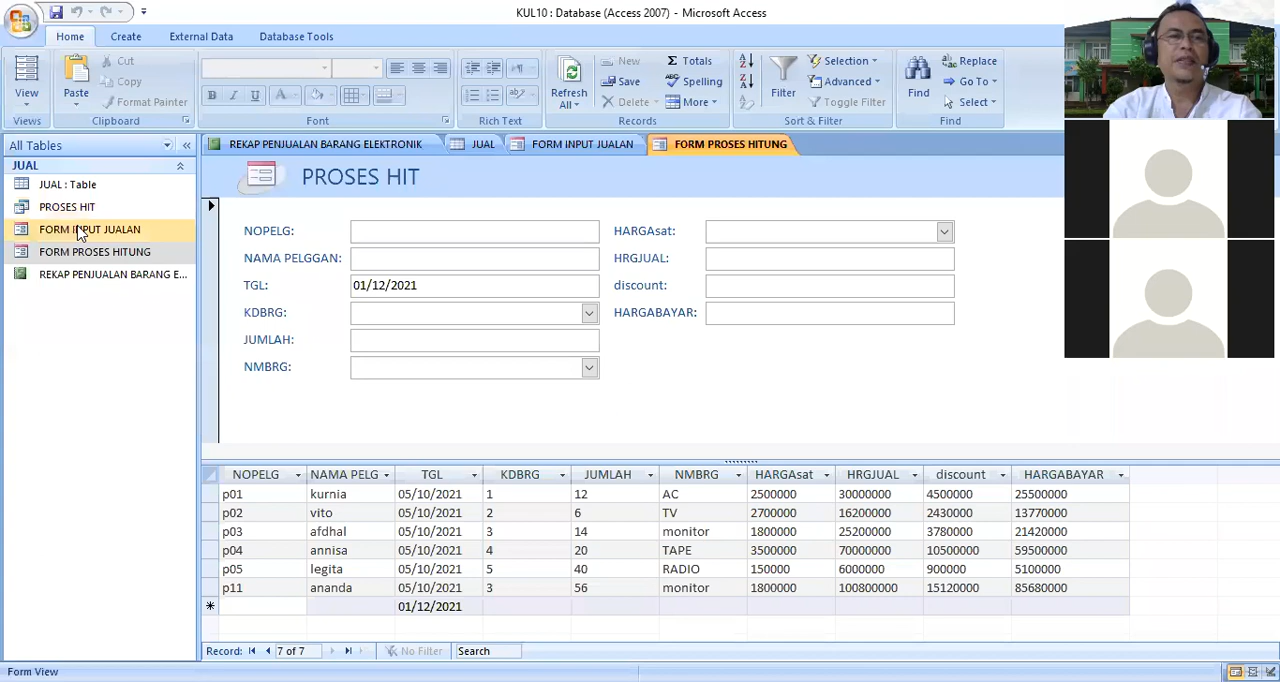 KUL10 : Database (Access 2007) - Microsoft Access
Home Create External Data Database Tools
View Paste Cut Copy Format Painter Refresh All New Save Delete Totals Spelling More Filter Selection Advanced Toggle Filter Find Replace Go To Select
Views Clipboard Font Rich Text Records Sort & Filter Find
All Tables
REKAP PENJUALAN BARANG ELEKTRONIK JUAL FORM INPUT JUALAN FORM PROSES HITUNG
JUAL
JUAL : Table
PROSES HIT
FORM INPUT JUALAN
FORM PROSES HITUNG
REKAP PENJUALAN BARANG E...
PROSES HIT
NOPELG: HARGAsat:
NAMA PELGGAN: HRGJUAL:
TGL: 01/12/2021 discount:
KDBRG: HARGABAYAR:
JUMLAH:
NMBRG:
NOPELG NAMA PELG TGL KDBRG JUMLAH NMBRG HARGAsat HRGJUAL discount HARGABAYAR
p01 kurnia 05/10/2021 1 12 AC 2500000 30000000 4500000 25500000
p02 vito 05/10/2021 2 6 TV 2700000 16200000 2430000 13770000
p03 afdhal 05/10/2021 3 14 monitor 1800000 25200000 3780000 21420000
p04 annisa 05/10/2021 4 20 TAPE 3500000 70000000 10500000 59500000
p05 legita 05/10/2021 5 40 RADIO 150000 6000000 900000 5100000
p11 ananda 05/10/2021 3 56 monitor 1800000 100800000 15120000 85680000
01/12/2021
Record: 7 of 7 No Filter Search
Form View